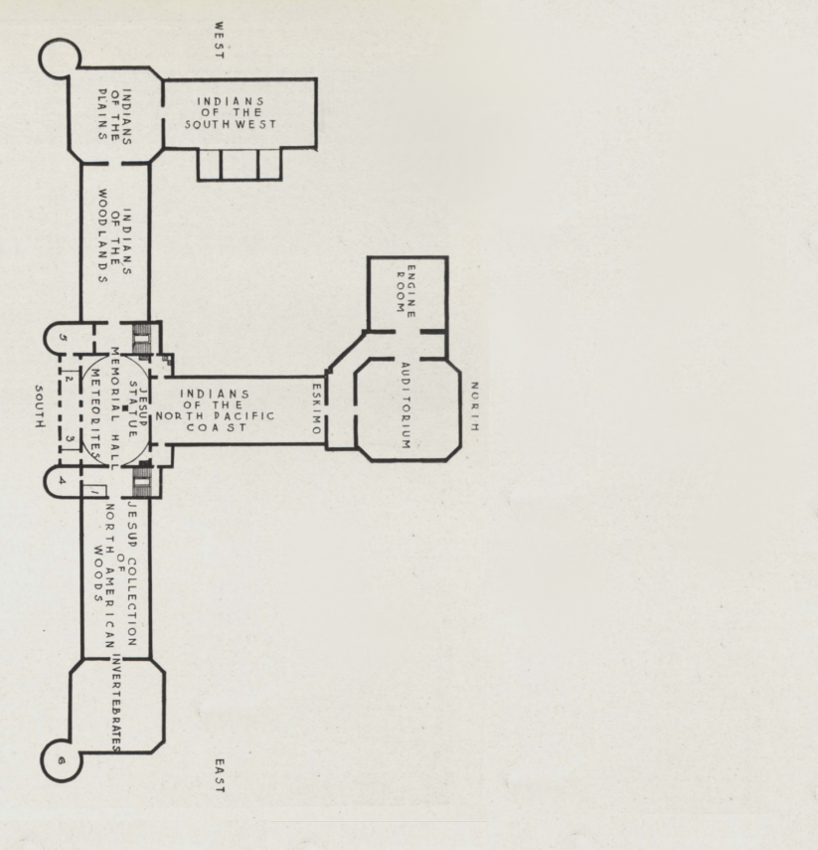 WEST
INDIANS
OF THE
PLAINS
INDIANS
OF THE
SOUTHWEST
INDIANS
OF THE
WOODLANDS
ENGINE
ROOM
5
2
SOUTH
MEMORIAL HALL
METEORITES
JESUP
STATUE
INDIANS
OF THE
NORTH PACIFIC
COAST
ESKIMO
AUDITORIUM
NORTH
3
4
1
JESUP COLLECTION
OF
NORTH AMERICAN
WOODS
INVERTEBRATES
6
EAST